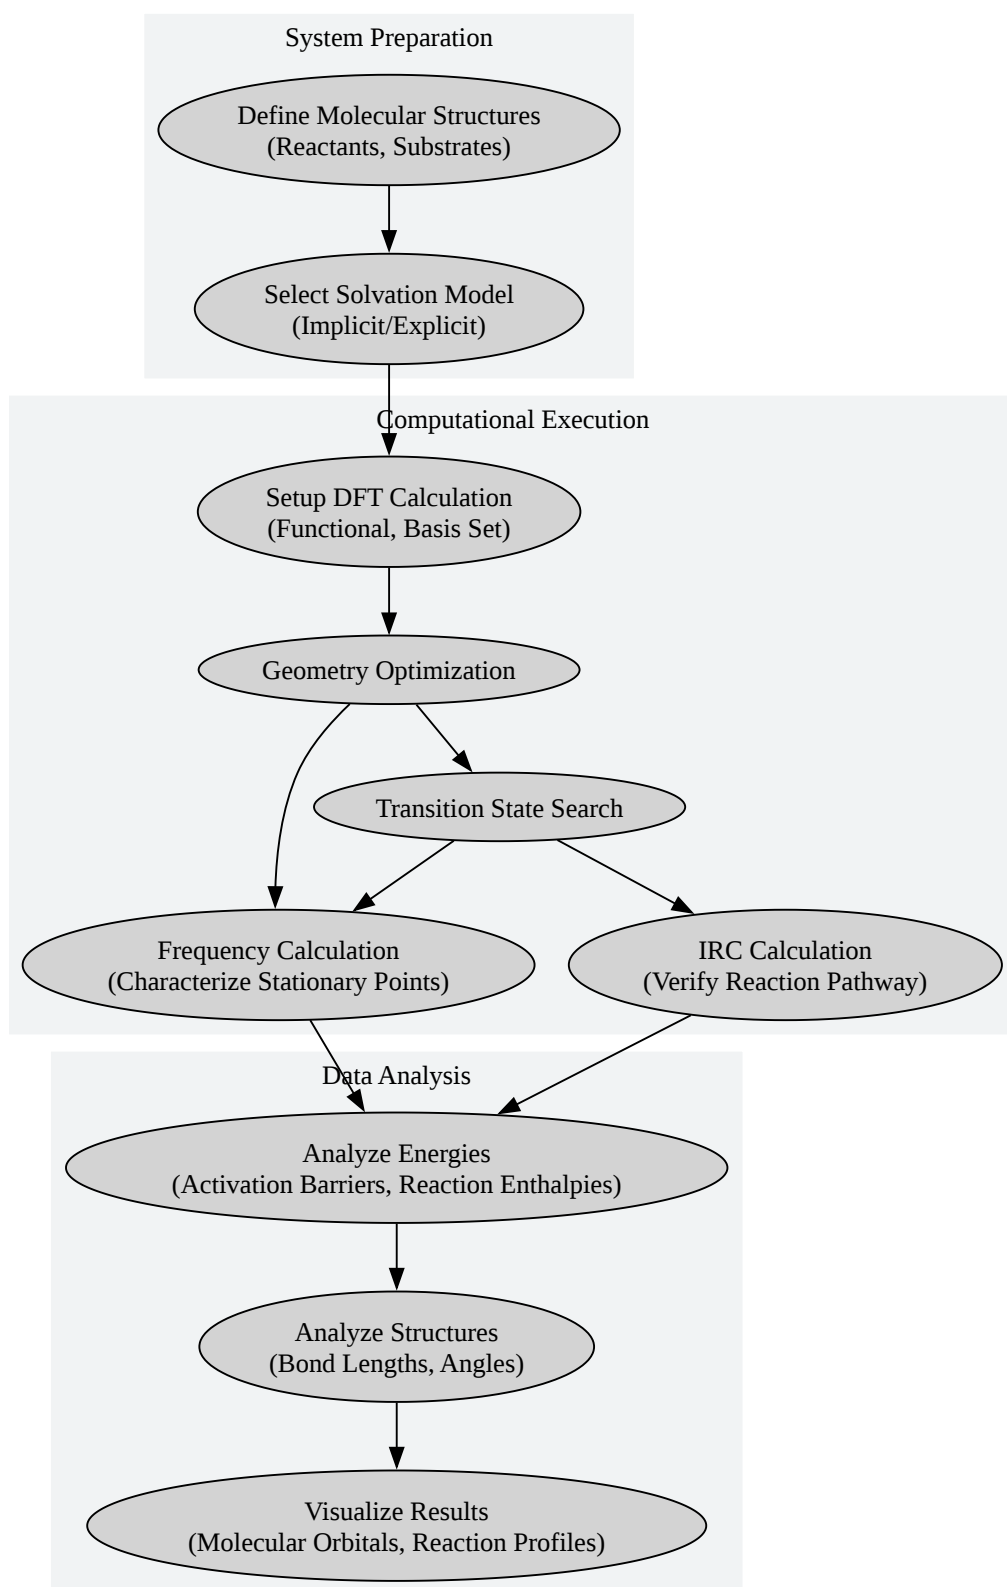 System Preparation
Define Molecular Structures
(Reactants, Substrates)
Select Solvation Model
(Implicit/Explicit)
Computational Execution
Setup DFT Calculation
(Functional, Basis Set)
Geometry Optimization
Transition State Search
Frequency Calculation
(Characterize Stationary Points)
IRC Calculation
(Verify Reaction Pathway)
Data Analysis
Analyze Energies
(Activation Barriers, Reaction Enthalpies)
Analyze Structures
(Bond Lengths, Angles)
Visualize Results
(Molecular Orbitals, Reaction Profiles)